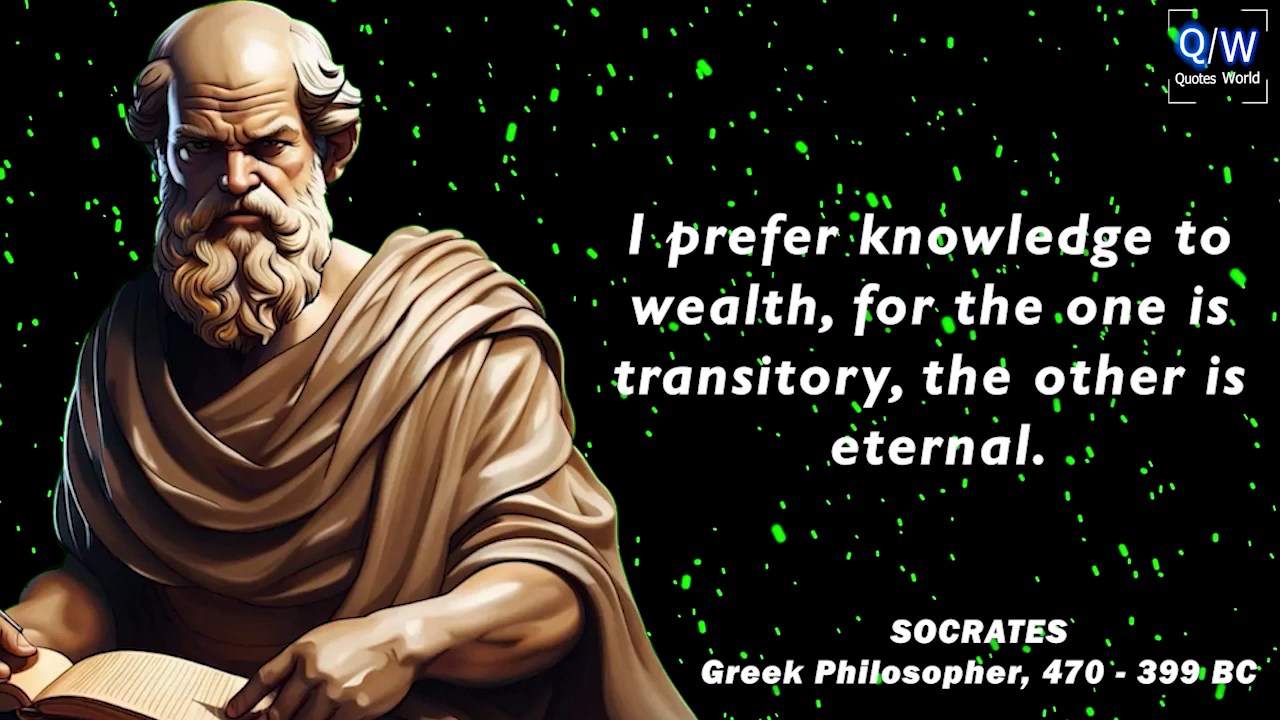 Q/W
Quotes World
I prefer knowledge to
wealth, for the one is
transitory, the other is
eternal.
SOCRATES
Greek Philosopher, 470 - 399 BC